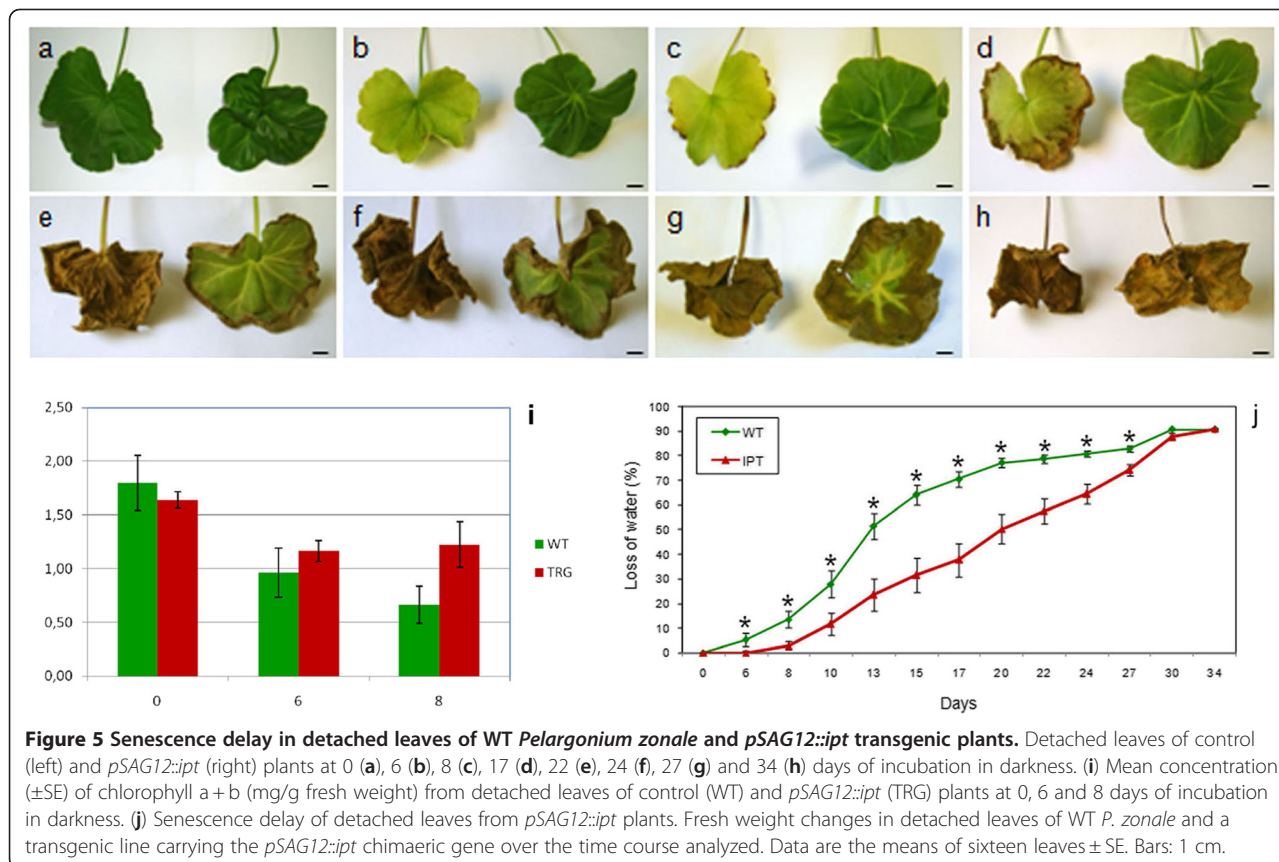 a
b
c
d
e
f
g
h
i
2,50
2,00
1,50
1,00
0,50
0,00
0
6
8
WT
TRG
j
100
90
80
70
60
50
40
30
20
10
0
Loss of water (%)
WT
IPT
* * * * * * * * * *
0 6 8 10 13 15 17 20 22 24 27 30 34
Days
Figure 5 Senescence delay in detached leaves of WT Pelargonium zonale and pSAG12::ipt transgenic plants. Detached leaves of control
(left) and pSAG12::ipt (right) plants at 0 (a), 6 (b), 8 (c), 17 (d), 22 (e), 24 (f), 27 (g) and 34 (h) days of incubation in darkness. (i) Mean concentration
(±SE) of chlorophyll a + b (mg/g fresh weight) from detached leaves of control (WT) and pSAG12::ipt (TRG) plants at 0, 6 and 8 days of incubation
in darkness. (j) Senescence delay of detached leaves from pSAG12::ipt plants. Fresh weight changes in detached leaves of WT P. zonale and a
transgenic line carrying the pSAG12::ipt chimaeric gene over the time course analyzed. Data are the means of sixteen leaves ± SE. Bars: 1 cm.